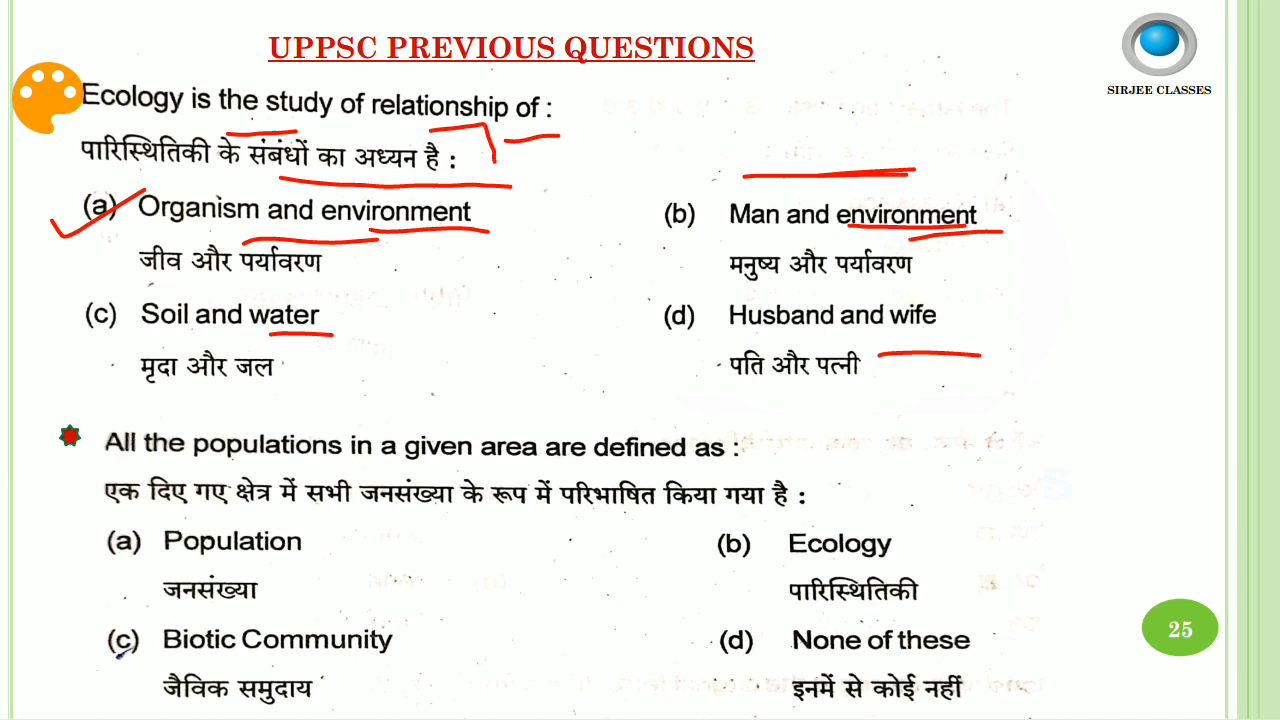 UPPSC PREVIOUS QUESTIONS
SIRJEE CLASSES
Ecology is the study of relationship of :
पारिस्थितिकी के संबंधों का अध्यन है :
(a) Organism and environment
जीव और पर्यावरण
(b) Man and environment
मनुष्य और पर्यावरण
(c) Soil and water
मृदा और जल
(d) Husband and wife
पति और पत्नी
All the populations in a given area are defined as :
एक दिए गए क्षेत्र में सभी जनसंख्या के रूप में परिभाषित किया गया है :
(a) Population
जनसंख्या
(b) Ecology
पारिस्थितिकी
(c) Biotic Community
जैविक समुदाय
(d) None of these
इनमें से कोई नहीं
25